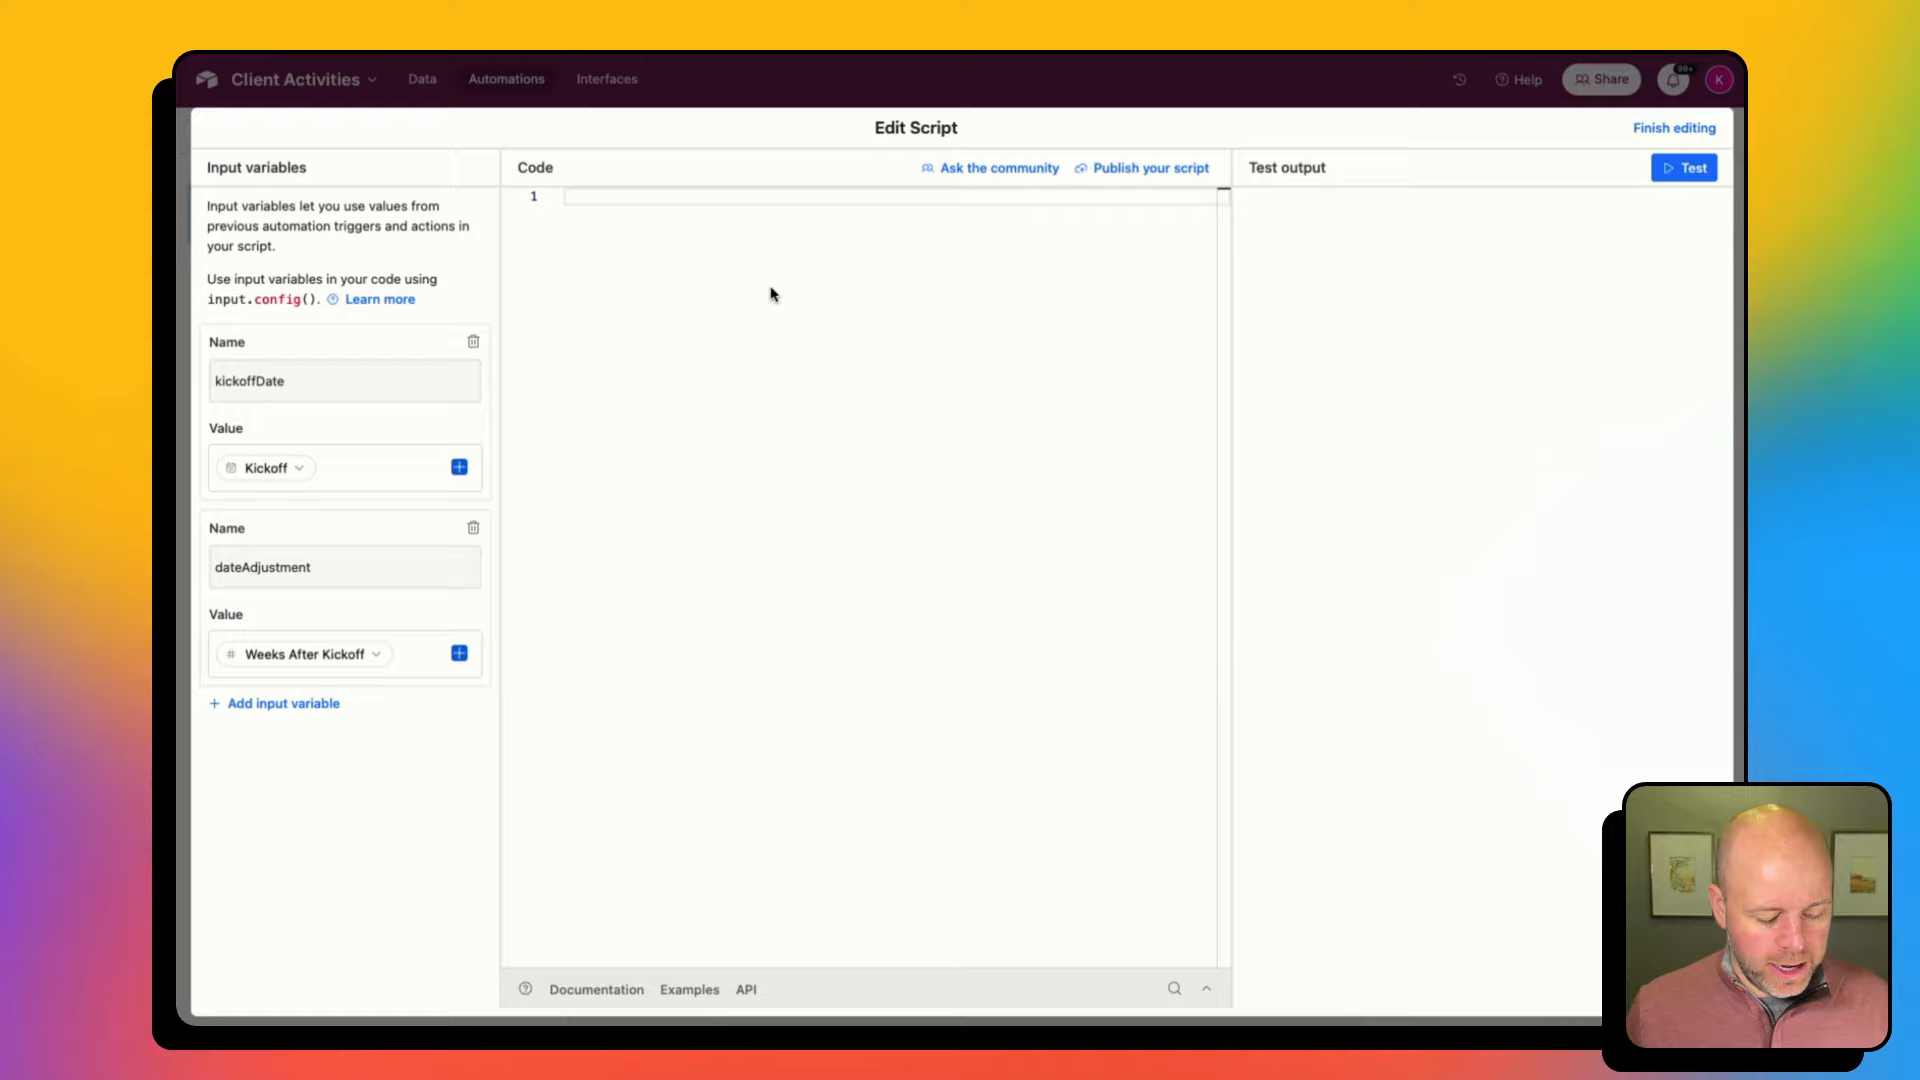 Client Activities
Data
Automations
Interfaces
Help
Share
99+
K
Edit Script
Finish editing
Input variables
Code
Ask the community
Publish your script
Test output
Test
Input variables let you use values from
previous automation triggers and actions in
your script.
Use input variables in your code using
input.config(). Learn more
1
Name
kickoffDate
Value
Kickoff
Name
dateAdjustment
Value
# Weeks After Kickoff
+ Add input variable
Documentation
Examples
API